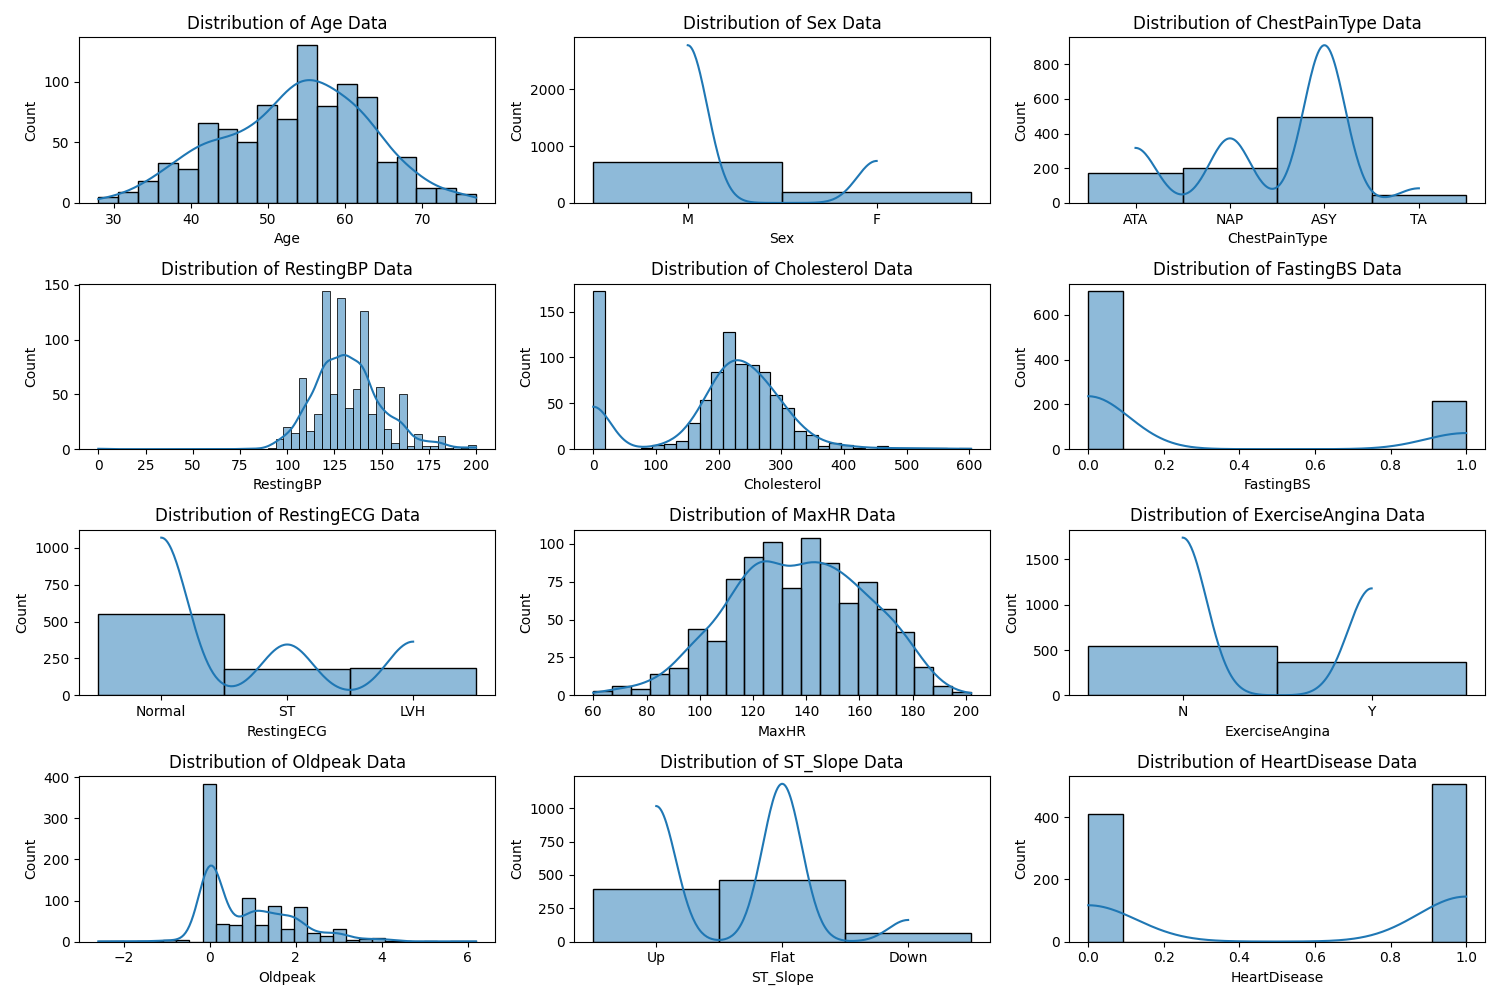 Distribution of Age Data
Count
100
50
0
30 40 50 60 70
Age
Distribution of Sex Data
Count
2000
1000
0
M F
Sex
Distribution of ChestPainType Data
Count
800
600
400
200
0
ATA NAP ASY TA
ChestPainType
Distribution of RestingBP Data
Count
150
100
50
0
0 25 50 75 100 125 150 175 200
RestingBP
Distribution of Cholesterol Data
Count
150
100
50
0
0 100 200 300 400 500 600
Cholesterol
Distribution of FastingBS Data
Count
600
400
200
0
0.0 0.2 0.4 0.6 0.8 1.0
FastingBS
Distribution of RestingECG Data
Count
1000
750
500
250
0
Normal ST LVH
RestingECG
Distribution of MaxHR Data
Count
100
75
50
25
0
60 80 100 120 140 160 180 200
MaxHR
Distribution of ExerciseAngina Data
Count
1500
1000
500
0
N Y
ExerciseAngina
Distribution of Oldpeak Data
Count
400
300
200
100
0
−2 0 2 4 6
Oldpeak
Distribution of ST_Slope Data
Count
1000
750
500
250
0
Up Flat Down
ST_Slope
Distribution of HeartDisease Data
Count
400
200
0
0.0 0.2 0.4 0.6 0.8 1.0
HeartDisease